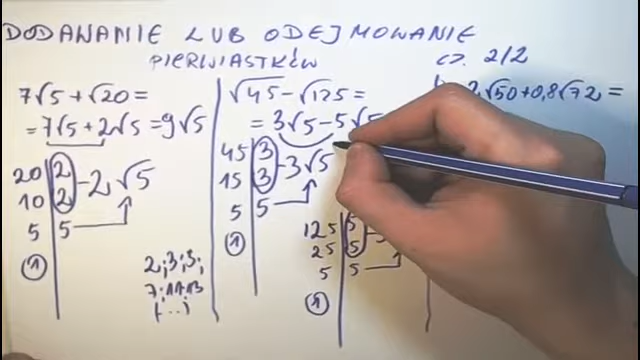 DODAWANIE LUB ODEJMOWANIE
PIERWIASTKÓW
cz. 2/2
7√5 + √20 =
= 7√5 + 2√5 = 9√5
20 | 2
10 | 2 - 2√5
5 | 5
1
2; 3; 5;
7; 11; 13
(...)
√45 - √125 =
= 3√5 - 5√5
45 | 3
15 | 3 - 3√5
5 | 5
1
125 | 5
25 | 5
5 | 5
1
2√50 + 0,8√72 =